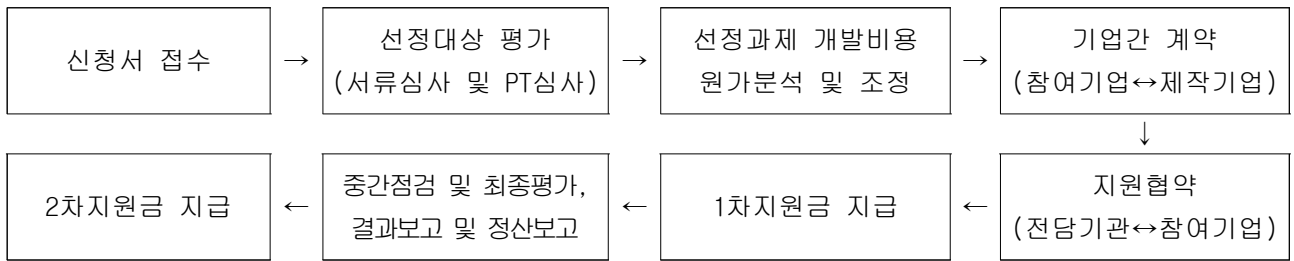 신청서 접수
→
선정대상 평가
(서류심사 및 PT심사)
→
선정과제 개발비용
원가분석 및 조정
→
기업간 계약
(참여기업↔제작기업)
↓
지원협약
(전담기관↔참여기업)
←
1차지원금 지급
←
중간점검 및 최종평가,
결과보고 및 정산보고
←
2차지원금 지급